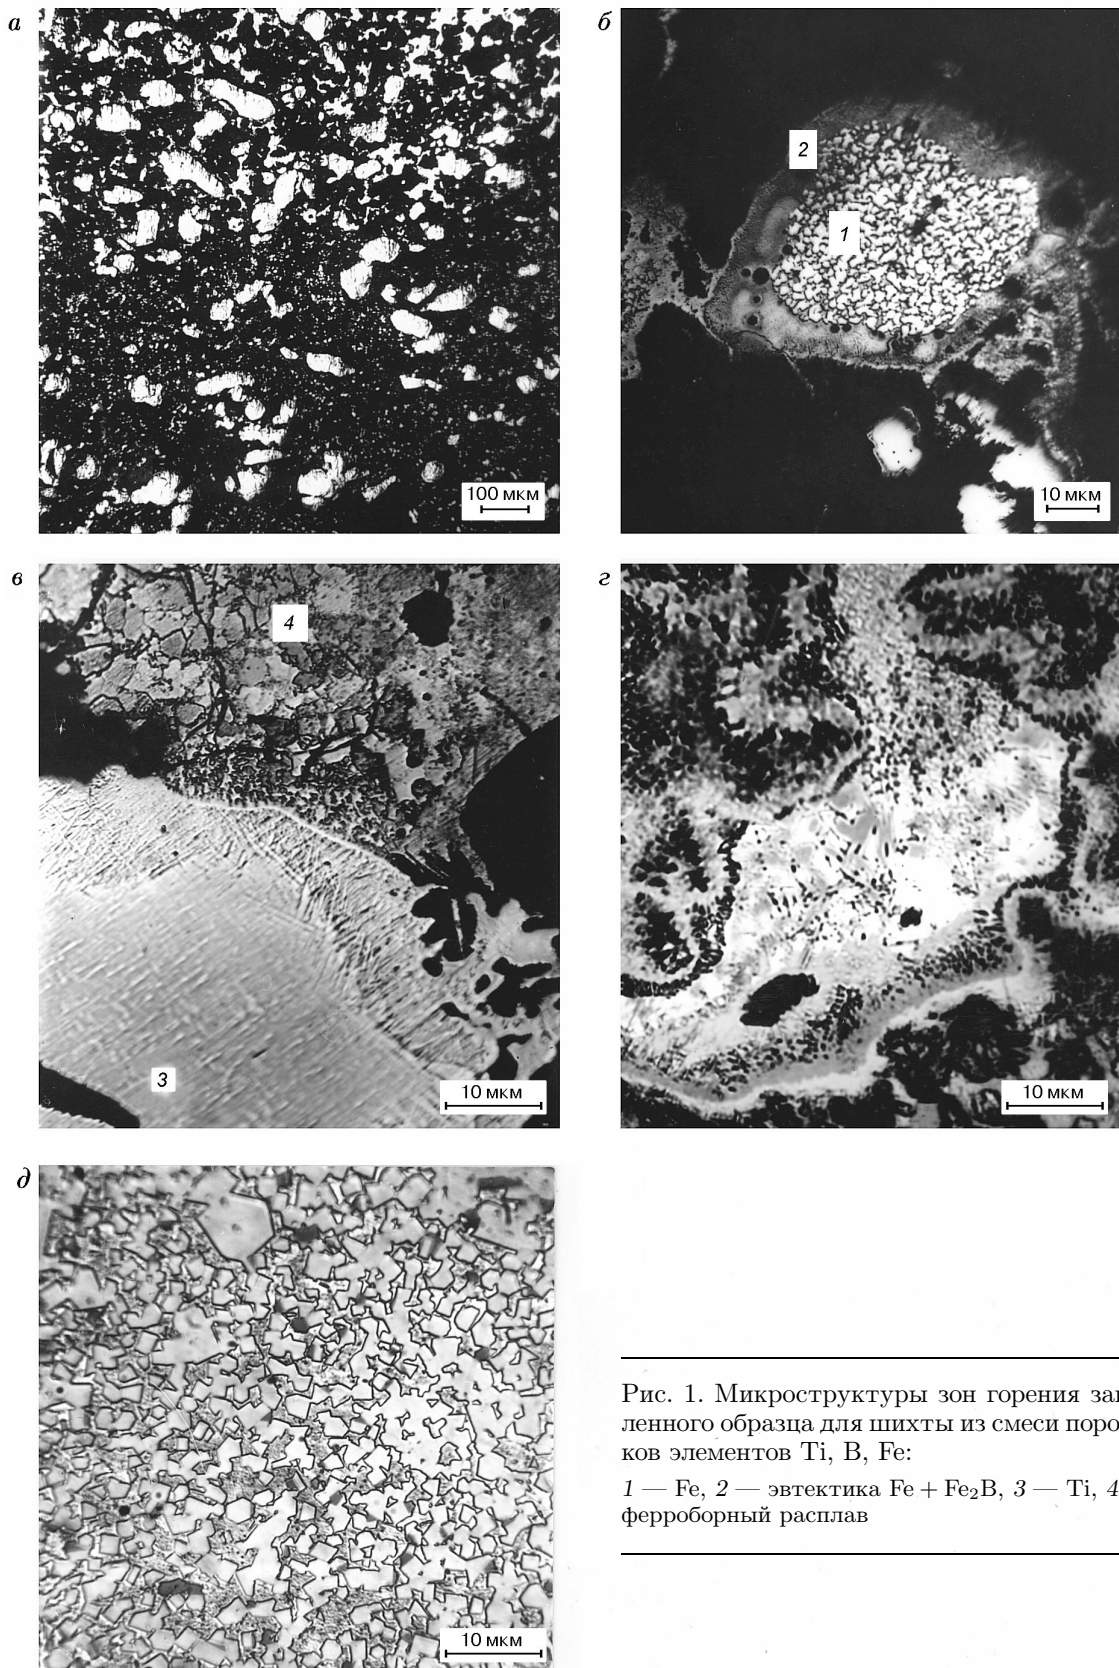 а
б
2
1
100 мкм
10 мкм
в
г
4
3
10 мкм
10 мкм
д
10 мкм
Рис. 1. Микроструктуры зон горения зак
ленного образца для шихты из смеси порош
ков элементов Ti, B, Fe:
1 — Fe, 2 — эвтектика Fe + Fe₂B, 3 — Ti, 4
ферроборный расплав